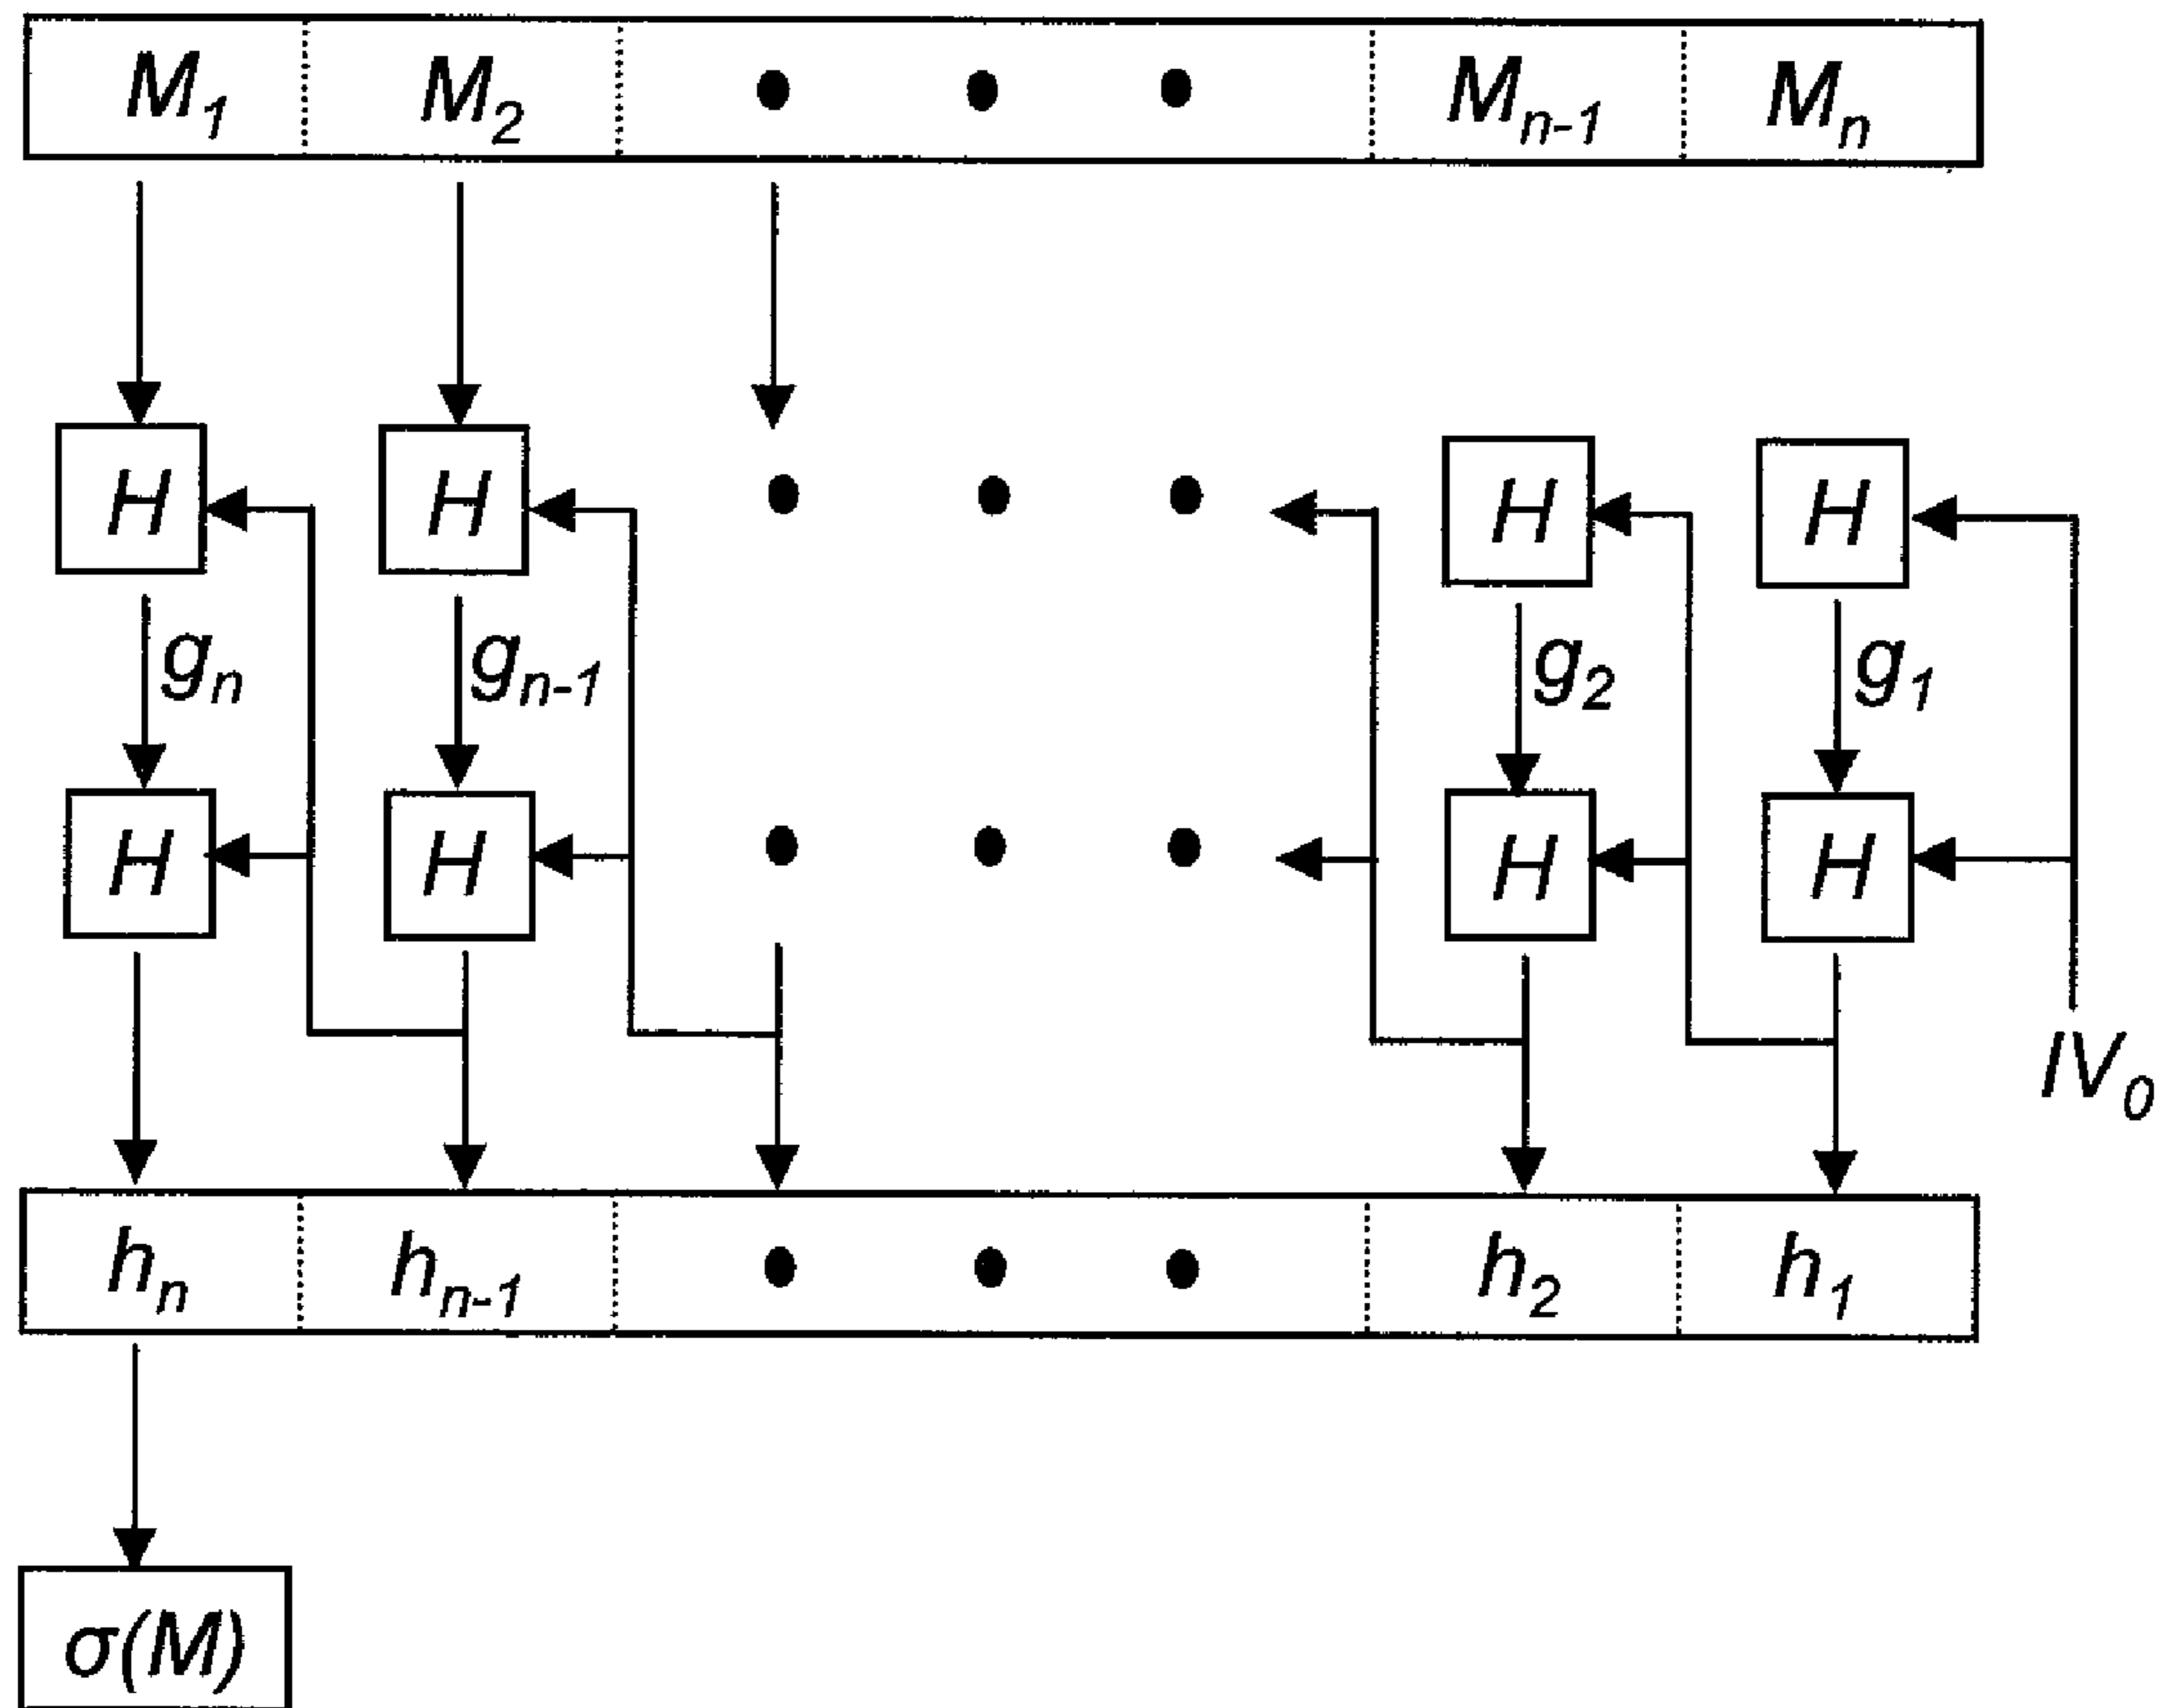 M₁ M₂ • • • Mₙ₋₁ Mₙ
H H • • • H H
gₙ gₙ₋₁ g₂ g₁
H H • • • H H
IV₀
hₙ hₙ₋₁ • • • h₂ h₁
σ(M)